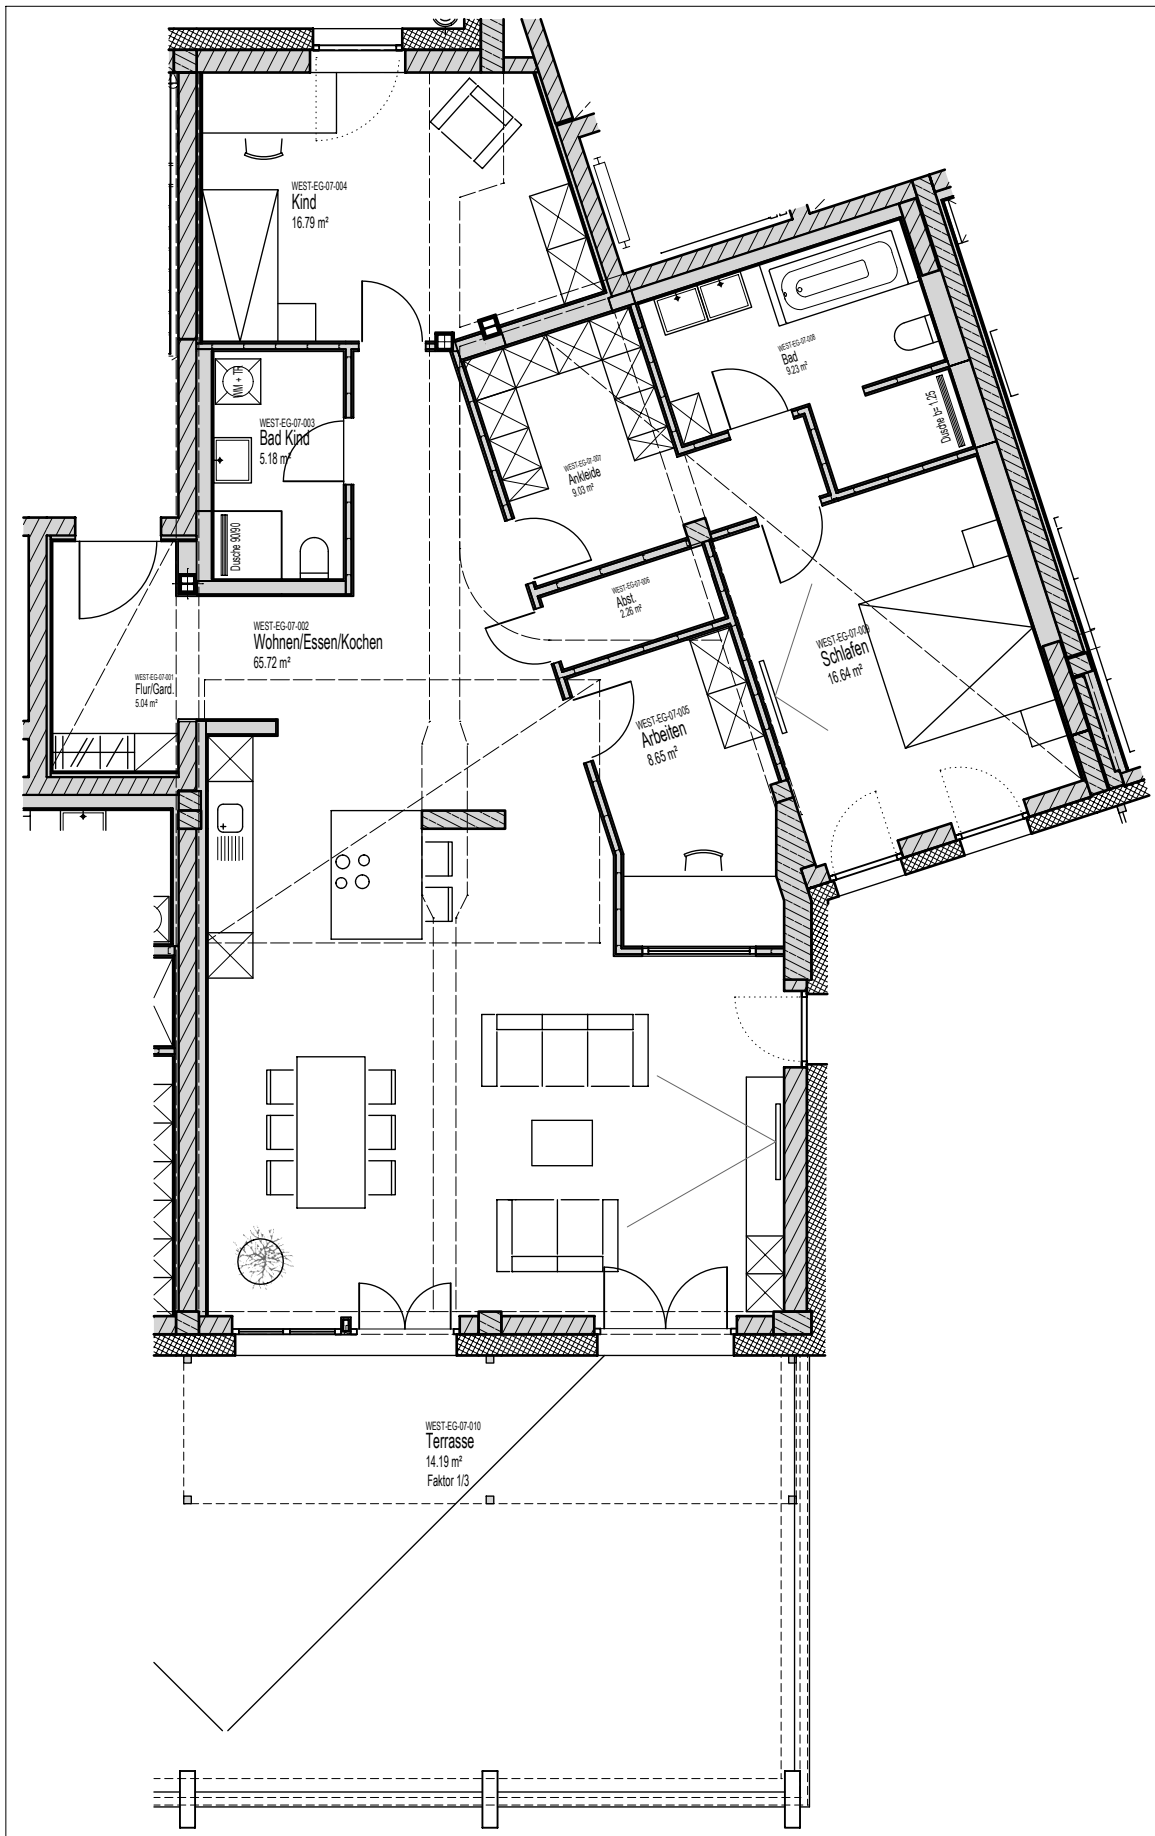 WEST-EG-07-004
Kind
16.79 m²
WEST-EG-07-008
Bad
9.23 m²
WM + TR
WEST-EG-07-003
Bad Kind
5.18 m²
Dusche b= 1.25
WEST-EG-07-007
Ankleide
9.03 m²
Dusche 90/90
WEST-EG-07-006
Abst.
2.26 m²
WEST-EG-07-002
Wohnen/Essen/Kochen
65.72 m²
WEST-EG-07-009
Schlafen
16.64 m²
WEST-EG-07-001
Flur/Gard.
5.04 m²
WEST-EG-07-005
Arbeiten
8.65 m²
WEST-EG-07-010
Terrasse
14.19 m²
Faktor 1/3